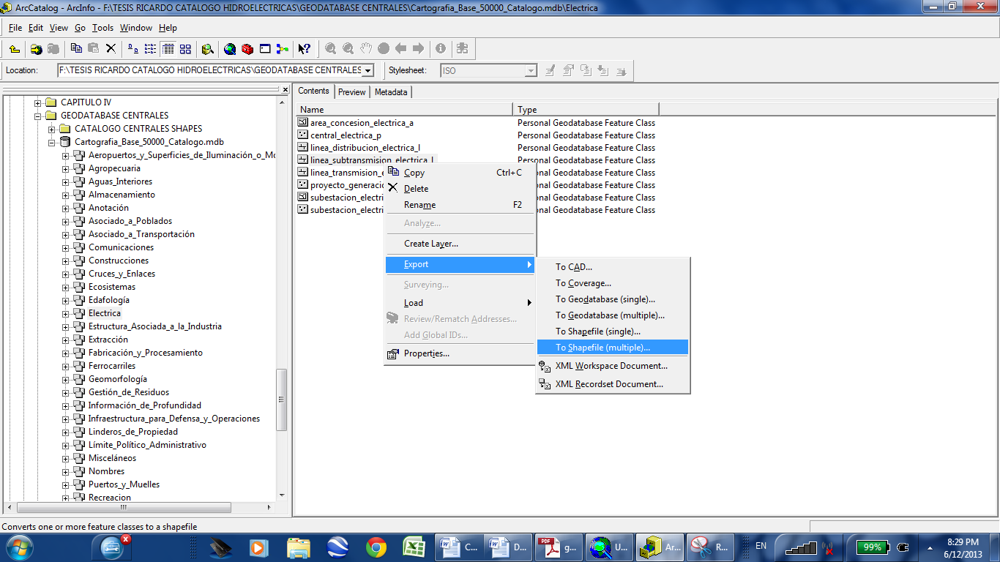 ArcCatalog - ArcInfo - F:\TESIS RICARDO CATALOGO HIDROELECTRICAS\GEODATABASE CENTRALES\Cartografia_Base_50000_Catalogo.mdb\Electrica
File Edit View Go Tools Window Help
Location: F:\TESIS RICARDO CATALOGO HIDROELECTRICAS\GEODATABASE CENTRALES Stylesheet: ISO
CAPITULO IV
GEODATABASE CENTRALES
CATALOGO CENTRALES SHAPES
Cartografia_Base_50000_Catalogo.mdb
Aeropuertos_y_Superficies_de_Iluminación_o_Mo
Agropecuaria
Aguas_Interiores
Almacenamiento
Anotación
Asociado_a_Poblados
Asociado_a_Transportación
Comunicaciones
Construcciones
Cruces_y_Enlaces
Ecosistemas
Edafología
Electrica
Estructura_Asociada_a_la_Industria
Extracción
Fabricación_y_Procesamiento
Ferrocarriles
Geomorfología
Gestión_de_Residuos
Información_de_Profundidad
Infraestructura_para_Defensa_y_Operaciones
Linderos_de_Propiedad
Límite_Político_Administrativo
Misceláneos
Nombres
Puertos_y_Muelles
Recreacion
Contents Preview Metadata
Name Type
area_concesion_electrica_a Personal Geodatabase Feature Class
central_electrica_p Personal Geodatabase Feature Class
linea_distribucion_electrica_l Personal Geodatabase Feature Class
linea_subtransmision_electrica_l Personal Geodatabase Feature Class
linea_transmision_e nal Geodatabase Feature Class
proyecto_generacio nal Geodatabase Feature Class
subestacion_electri nal Geodatabase Feature Class
subestacion_electri nal Geodatabase Feature Class
Copy Ctrl+C
Delete
Rename F2
Analyze...
Create Layer...
Export
Surveying...
Load
Review/Rematch Addresses...
Add Global IDs...
Properties...
To CAD...
To Coverage...
To Geodatabase (single)...
To Geodatabase (multiple)...
To Shapefile (single)...
To Shapefile (multiple)...
XML Workspace Document...
XML Recordset Document...
Converts one or more feature classes to a shapefile
C... D... g... U... Ar... R... EN 99% 8:29 PM
6/12/2013